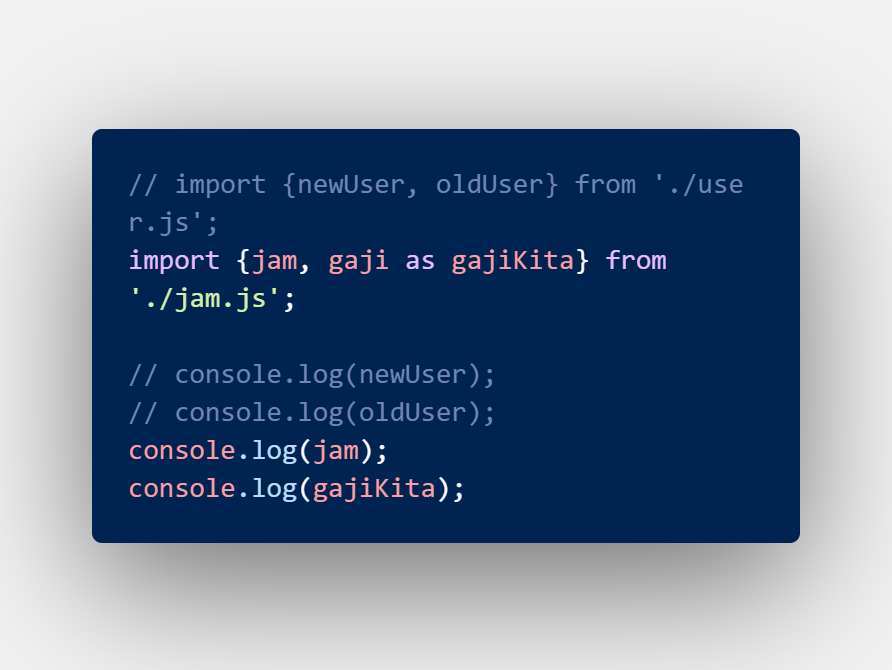 // import {newUser, oldUser} from './use
r.js';
import {jam, gaji as gajiKita} from
'./jam.js';
// console.log(newUser);
// console.log(oldUser);
console.log(jam);
console.log(gajiKita);